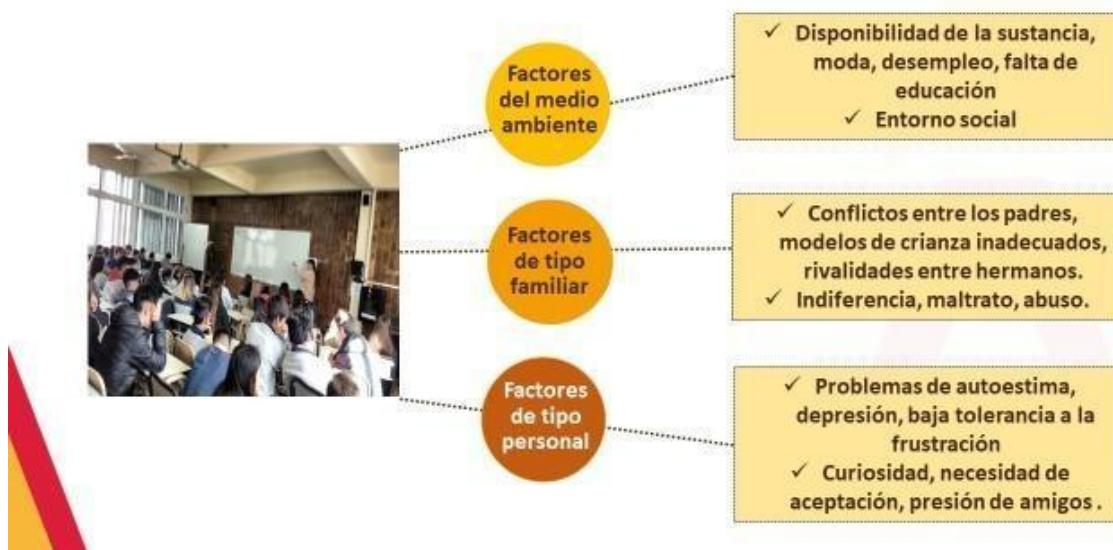 Factores
del medio
ambiente
✓ Disponibilidad de la sustancia,
moda, desempleo, falta de
educación
✓ Entorno social
Factores
de tipo
familiar
✓ Conflictos entre los padres,
modelos de crianza inadecuados,
rivalidades entre hermanos.
✓ Indiferencia, maltrato, abuso.
Factores
de tipo
personal
✓ Problemas de autoestima,
depresión, baja tolerancia a la
frustración
✓ Curiosidad, necesidad de
aceptación, presión de amigos .